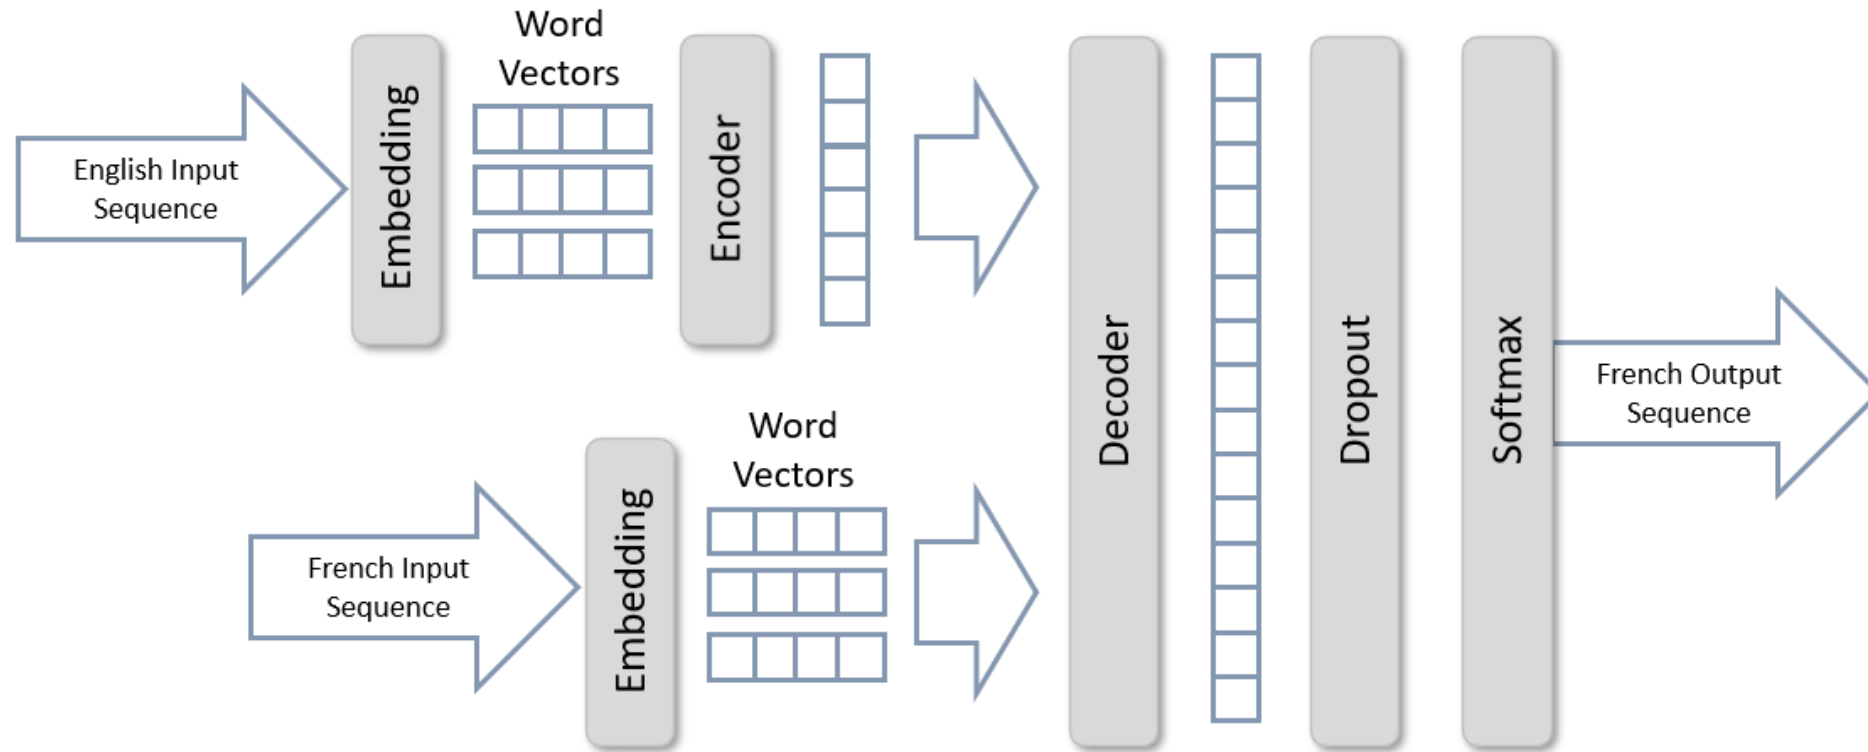 English Input
Sequence
Embedding
Word
Vectors
Encoder
French Input
Sequence
Embedding
Word
Vectors
Decoder
Dropout
Softmax
French Output
Sequence